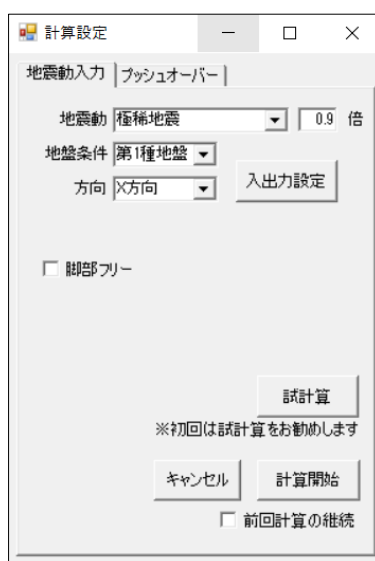 計算設定
地震動入力 プッシュオーバー
地震動 極稀地震 0.9 倍
地盤条件 第1種地盤
方向 X方向
入出力設定
脚部フリー
試計算
※初回は試計算をお勧めします
キャンセル 計算開始
前回計算の継続